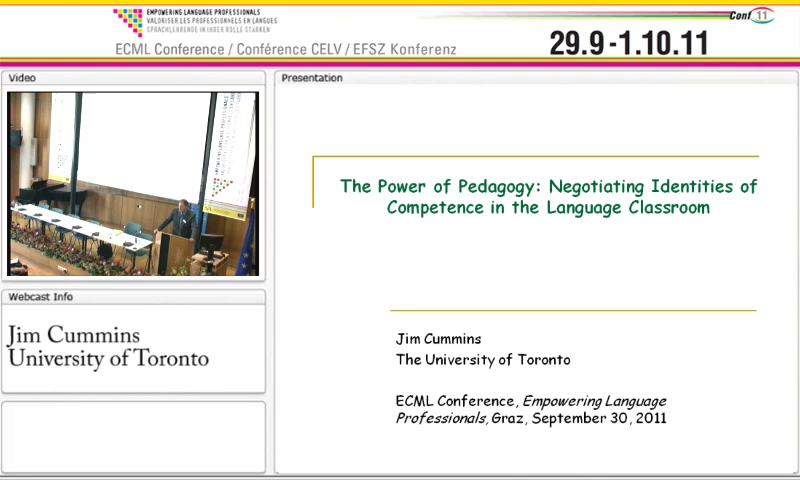 EMPOWERING LANGUAGE PROFESSIONALS
VALORISER LES PROFESSIONNELS EN LANGUES
SPRACHLEHRENDE IN IHRER ROLLE STÄRKEN
ECML Conference / Conférence CELV / EFSZ Konferenz
Conf 11
29.9-1.10.11
Video
Presentation
The Power of Pedagogy: Negotiating Identities of
Competence in the Language Classroom
Webcast Info
Jim Cummins
University of Toronto
Jim Cummins
The University of Toronto
ECML Conference, Empowering Language
Professionals, Graz, September 30, 2011